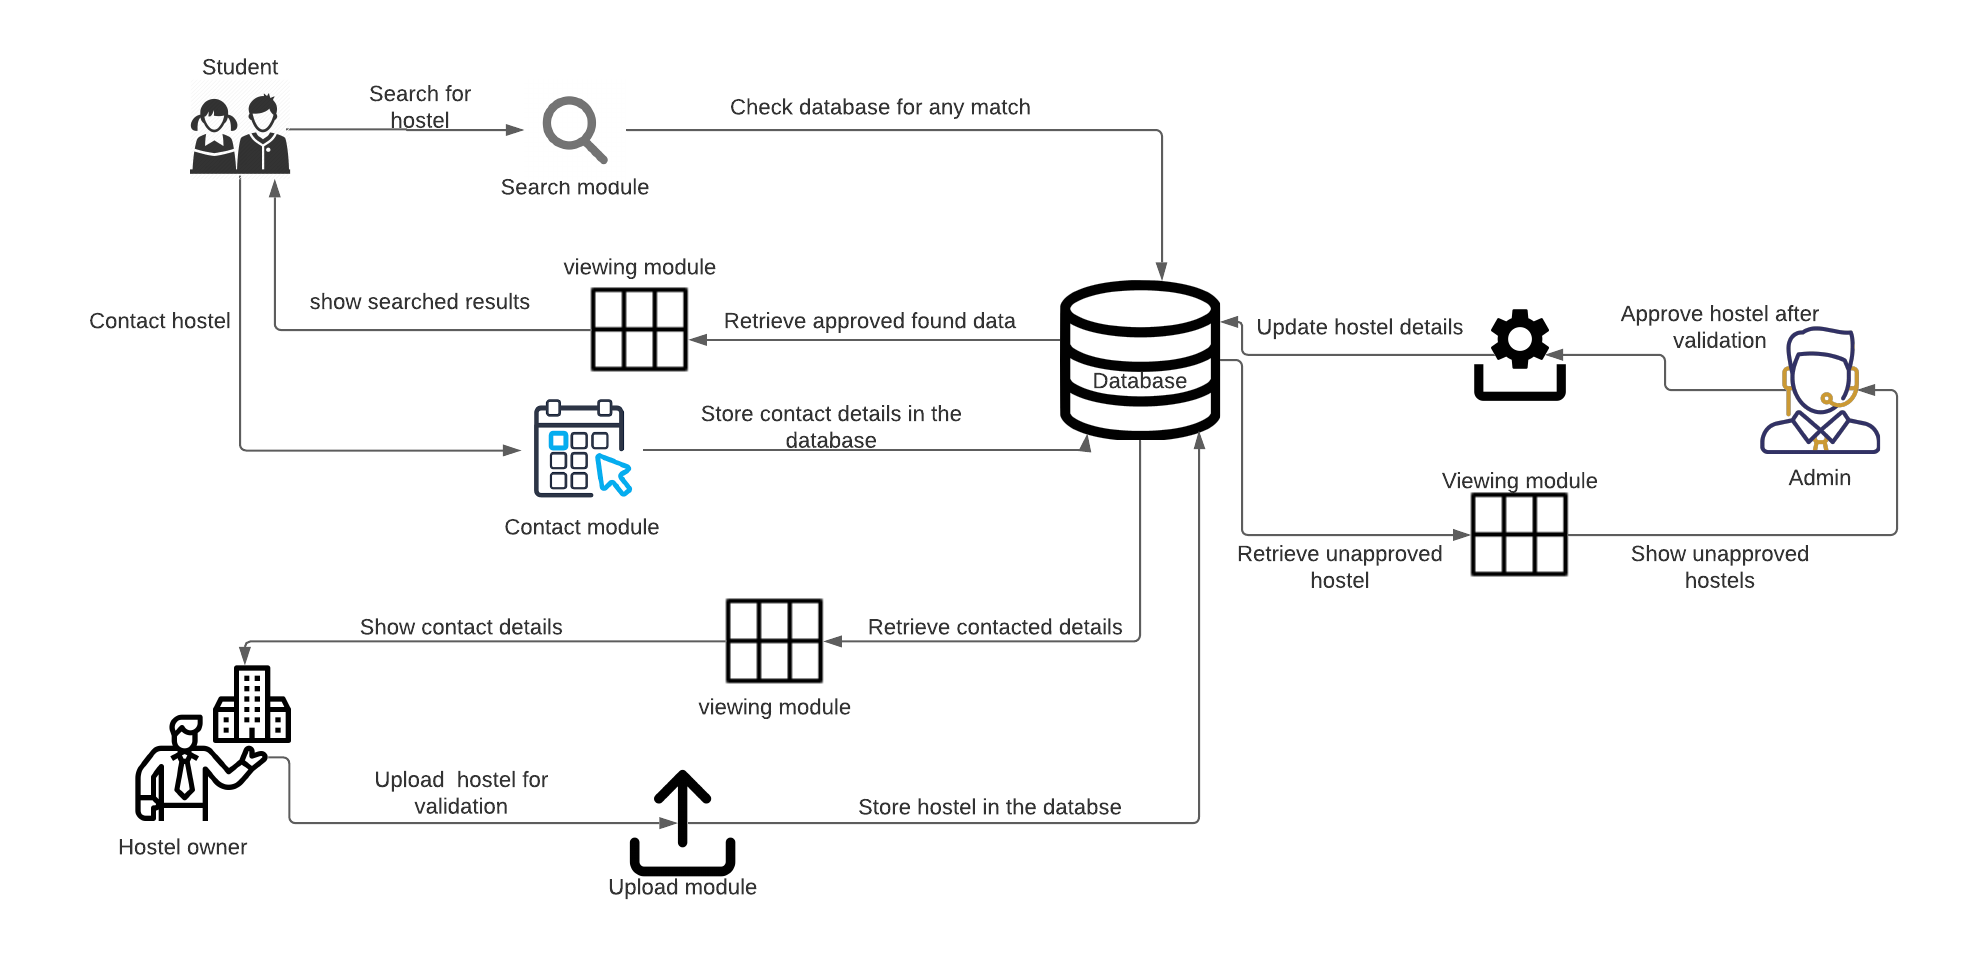 Student
Search for
hostel
Check database for any match
Search module
viewing module
show searched results
Contact hostel
Retrieve approved found data
Update hostel details
Approve hostel after
validation
Database
Store contact details in the
database
Admin
Viewing module
Contact module
Retrieve unapproved
hostel
Show unapproved
hostels
Show contact details
Retrieve contacted details
viewing module
Upload  hostel for
validation
Store hostel in the databse
Hostel owner
Upload module